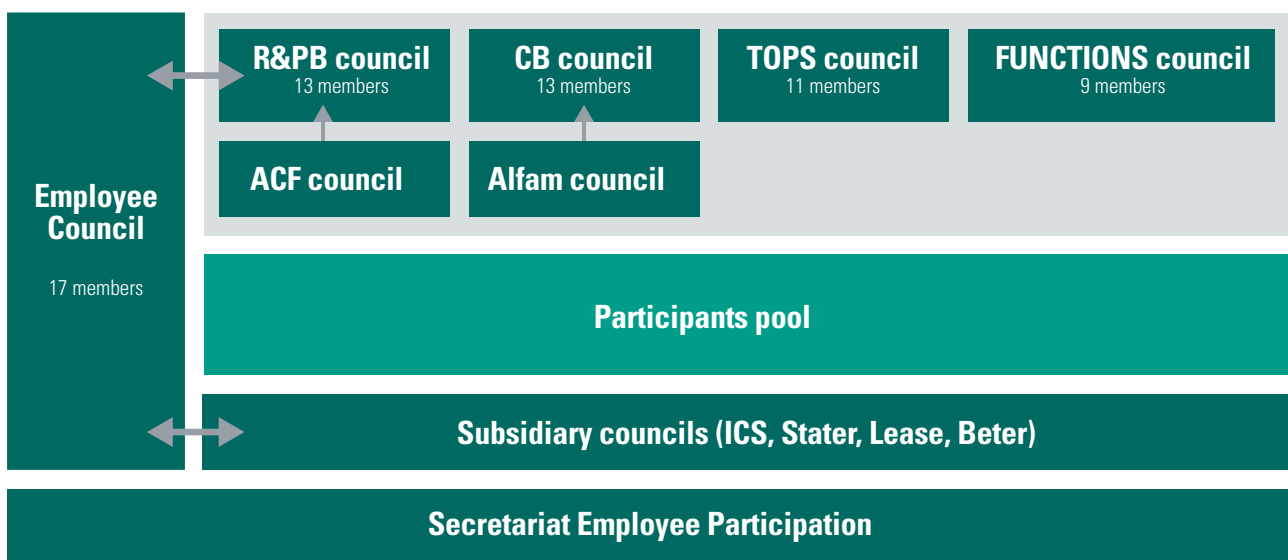 Employee
Council
17 members
R&PB council
13 members
CB council
13 members
TOPS council
11 members
FUNCTIONS council
9 members
ACF council
Alfam council
Participants pool
Subsidiary councils (ICS, Stater, Lease, Beter)
Secretariat Employee Participation